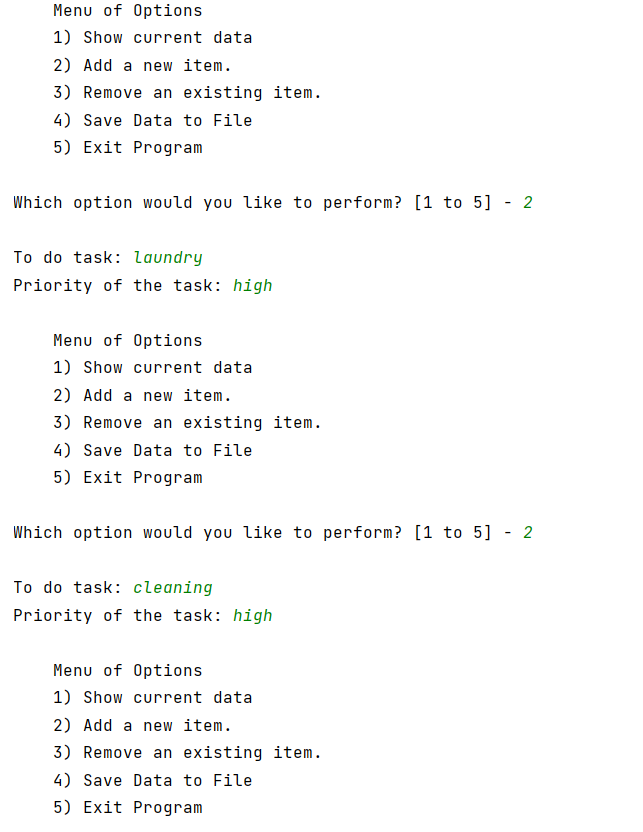 Menu of Options
1) Show current data
2) Add a new item.
3) Remove an existing item.
4) Save Data to File
5) Exit Program
Which option would you like to perform? [1 to 5] - 2
To do task: laundry
Priority of the task: high
Menu of Options
1) Show current data
2) Add a new item.
3) Remove an existing item.
4) Save Data to File
5) Exit Program
Which option would you like to perform? [1 to 5] - 2
To do task: cleaning
Priority of the task: high
Menu of Options
1) Show current data
2) Add a new item.
3) Remove an existing item.
4) Save Data to File
5) Exit Program